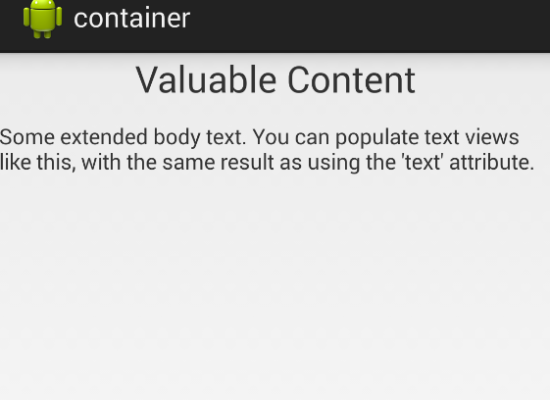 container
Valuable Content
Some extended body text. You can populate text views
like this, with the same result as using the 'text' attribute.